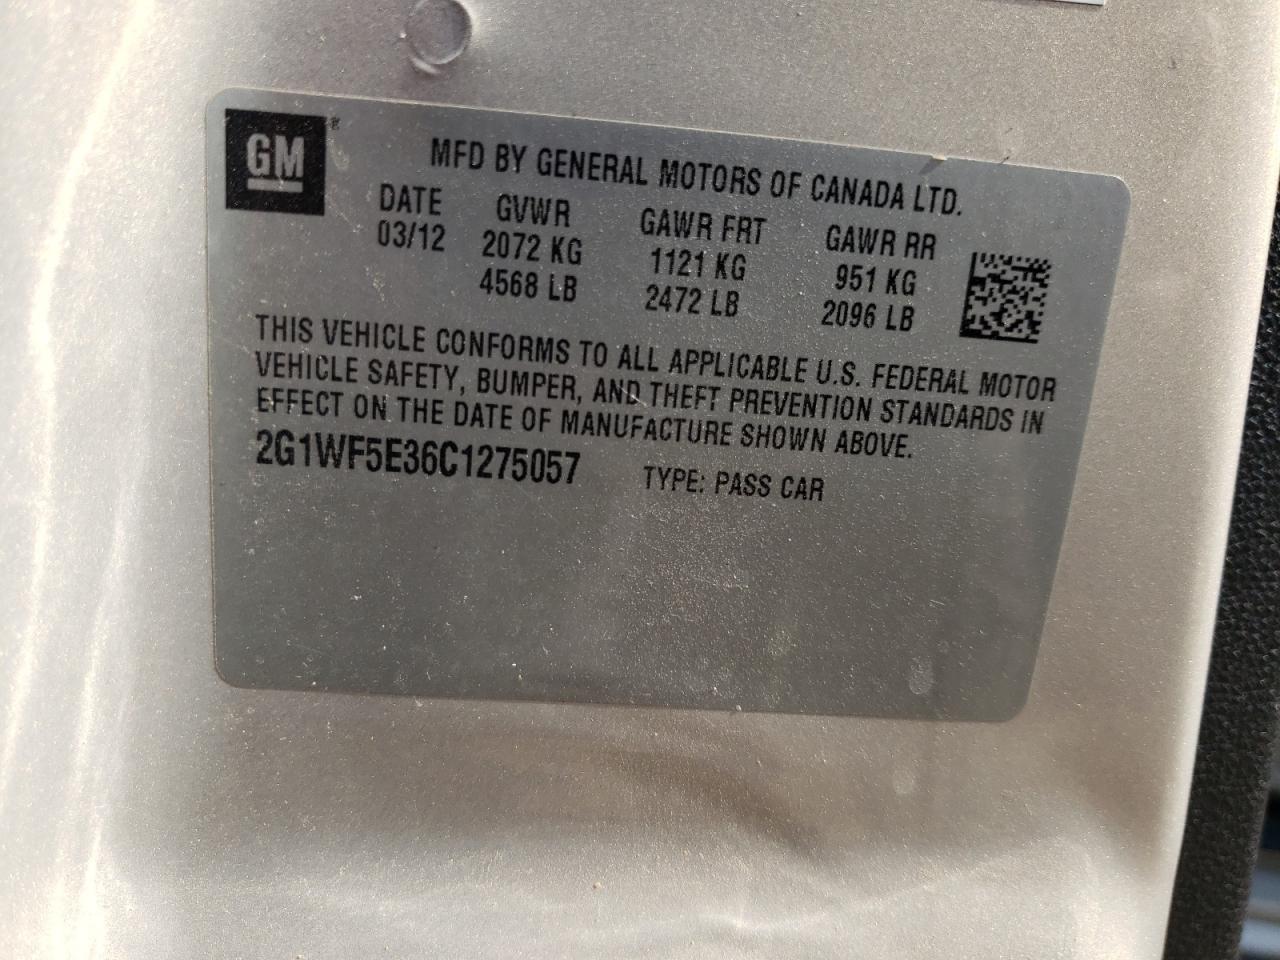 GM®
MFD BY GENERAL MOTORS OF CANADA LTD.
DATE GVWR GAWR FRT GAWR RR
03/12 2072 KG 1121 KG 951 KG
4568 LB 2472 LB 2096 LB
THIS VEHICLE CONFORMS TO ALL APPLICABLE U.S. FEDERAL MOTOR
VEHICLE SAFETY, BUMPER, AND THEFT PREVENTION STANDARDS IN
EFFECT ON THE DATE OF MANUFACTURE SHOWN ABOVE.
2G1WF5E36C1275057 TYPE: PASS CAR